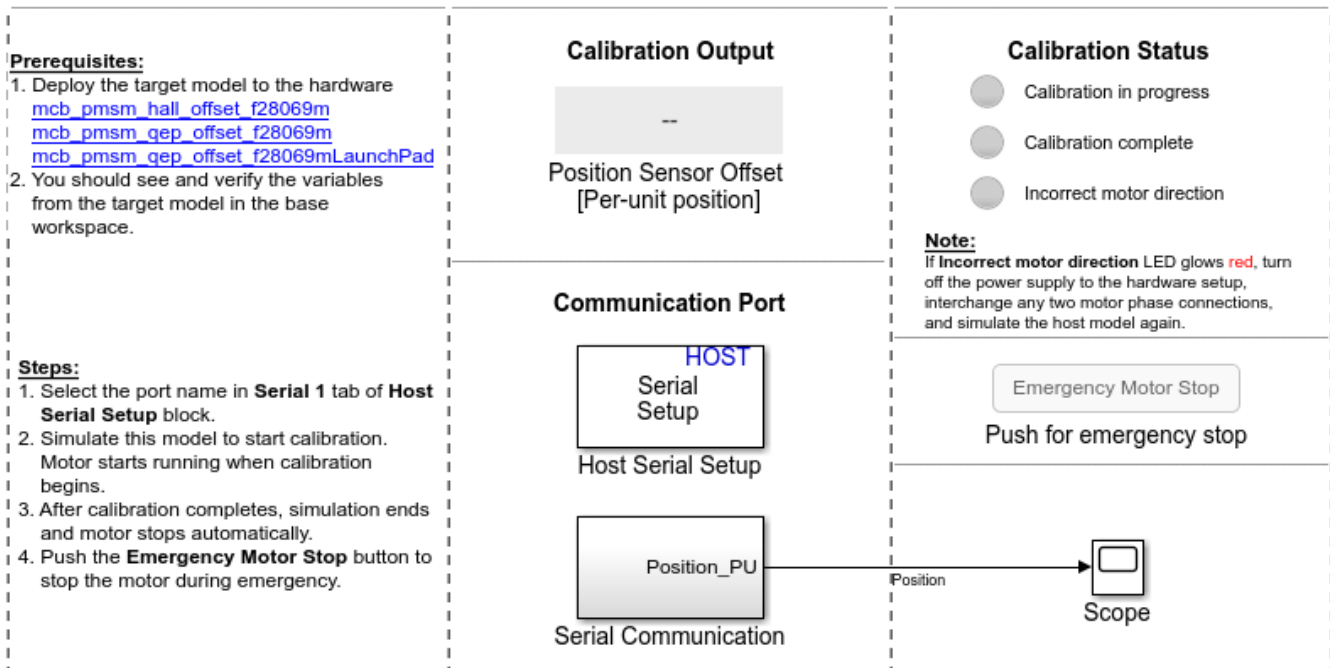 Prerequisites:
1. Deploy the target model to the hardware
mcb_pmsm_hall_offset_f28069m
mcb_pmsm_qep_offset_f28069m
mcb_pmsm_qep_offset_f28069mLaunchPad
2. You should see and verify the variables
from the target model in the base
workspace.
Steps:
1. Select the port name in Serial 1 tab of Host
Serial Setup block.
2. Simulate this model to start calibration.
Motor starts running when calibration
begins.
3. After calibration completes, simulation ends
and motor stops automatically.
4. Push the Emergency Motor Stop button to
stop the motor during emergency.
Calibration Output
--
Position Sensor Offset
[Per-unit position]
Communication Port
HOST
Serial
Setup
Host Serial Setup
Position_PU
Serial Communication
Calibration Status
Calibration in progress
Calibration complete
Incorrect motor direction
Note:
If Incorrect motor direction LED glows red, turn
off the power supply to the hardware setup,
interchange any two motor phase connections,
and simulate the host model again.
Emergency Motor Stop
Push for emergency stop
Position
Scope